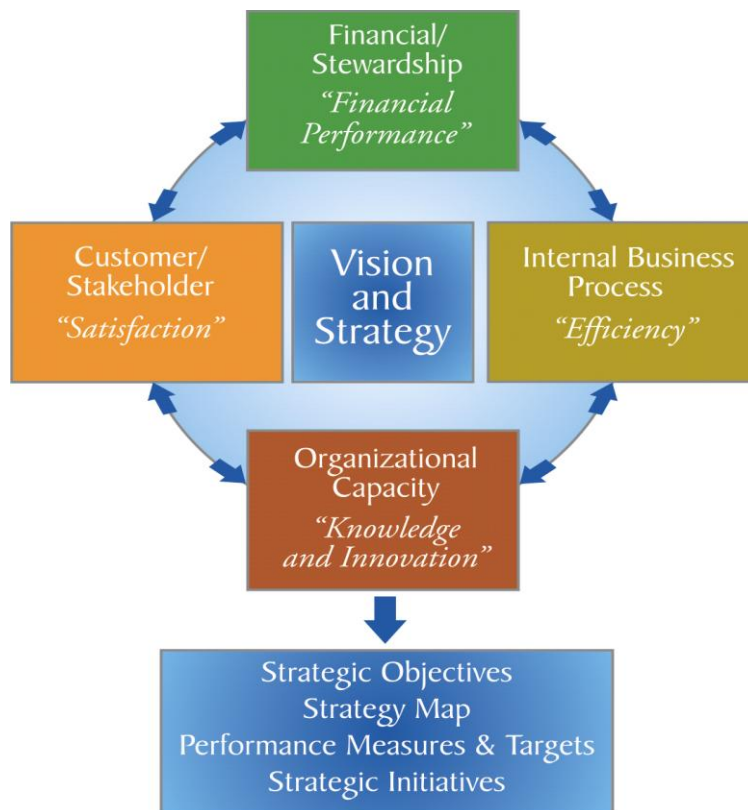 Financial/
Stewardship
“Financial
Performance”
Customer/
Stakeholder
“Satisfaction”
Vision
and
Strategy
Internal Business
Process
“Efficiency”
Organizational
Capacity
“Knowledge
and Innovation”
Strategic Objectives
Strategy Map
Performance Measures & Targets
Strategic Initiatives